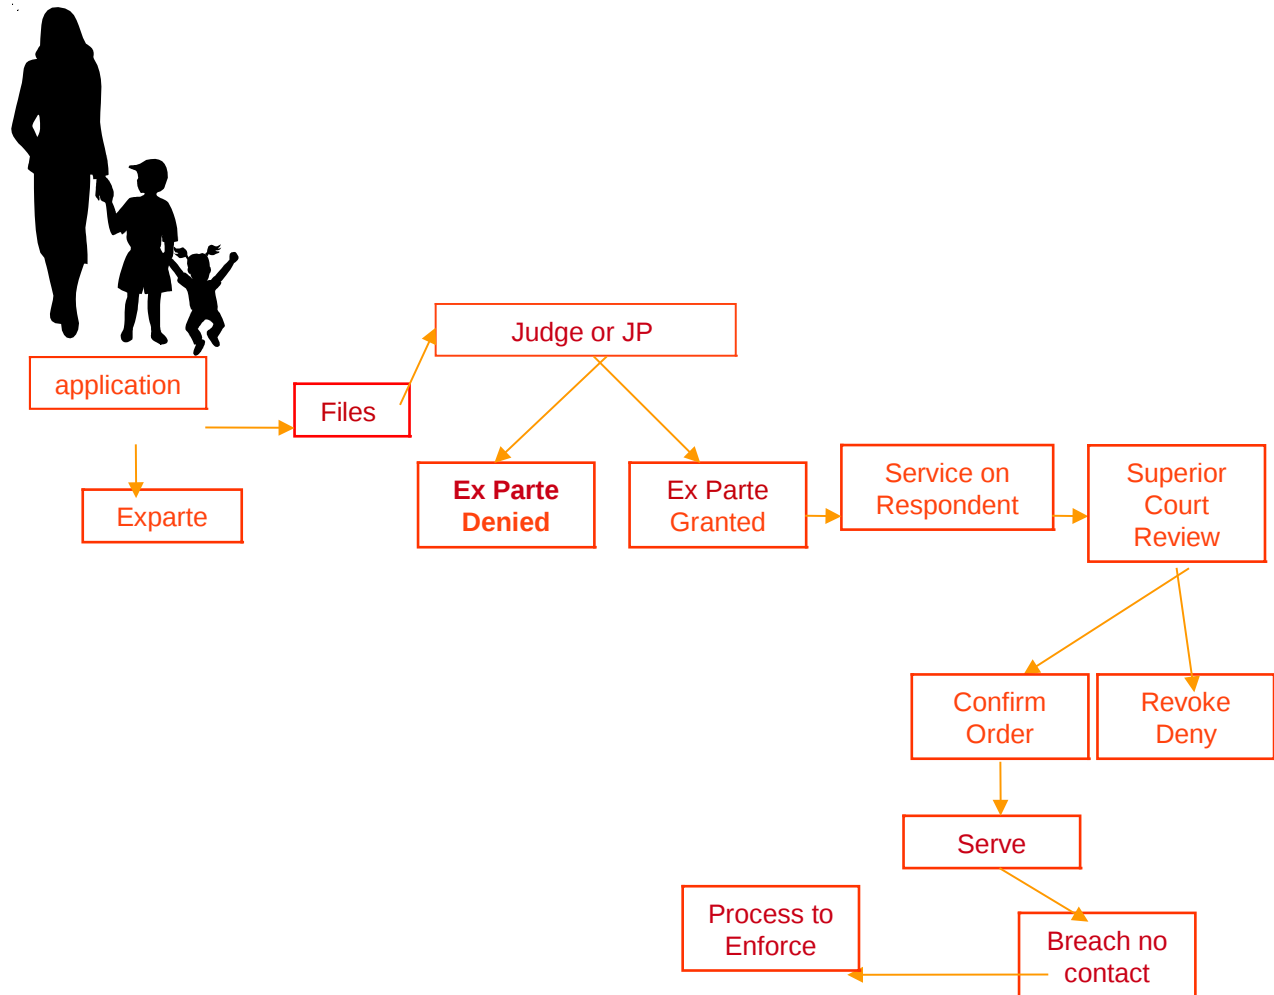 Judge or JP
application
Files
Exparte
Ex Parte
Denied
Ex Parte
Granted
Service on
Respondent
Superior
Court
Review
Confirm
Order
Revoke
Deny
Serve
Process to
Enforce
Breach no
contact